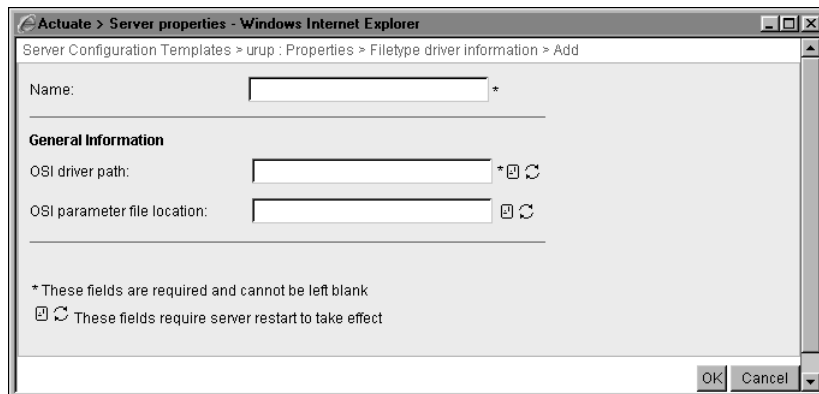 Actuate > Server properties - Windows Internet Explorer
Server Configuration Templates > urup : Properties > Filetype driver information > Add
Name: *
General Information
OSI driver path: *
OSI parameter file location:
* These fields are required and cannot be left blank
These fields require server restart to take effect
OK Cancel